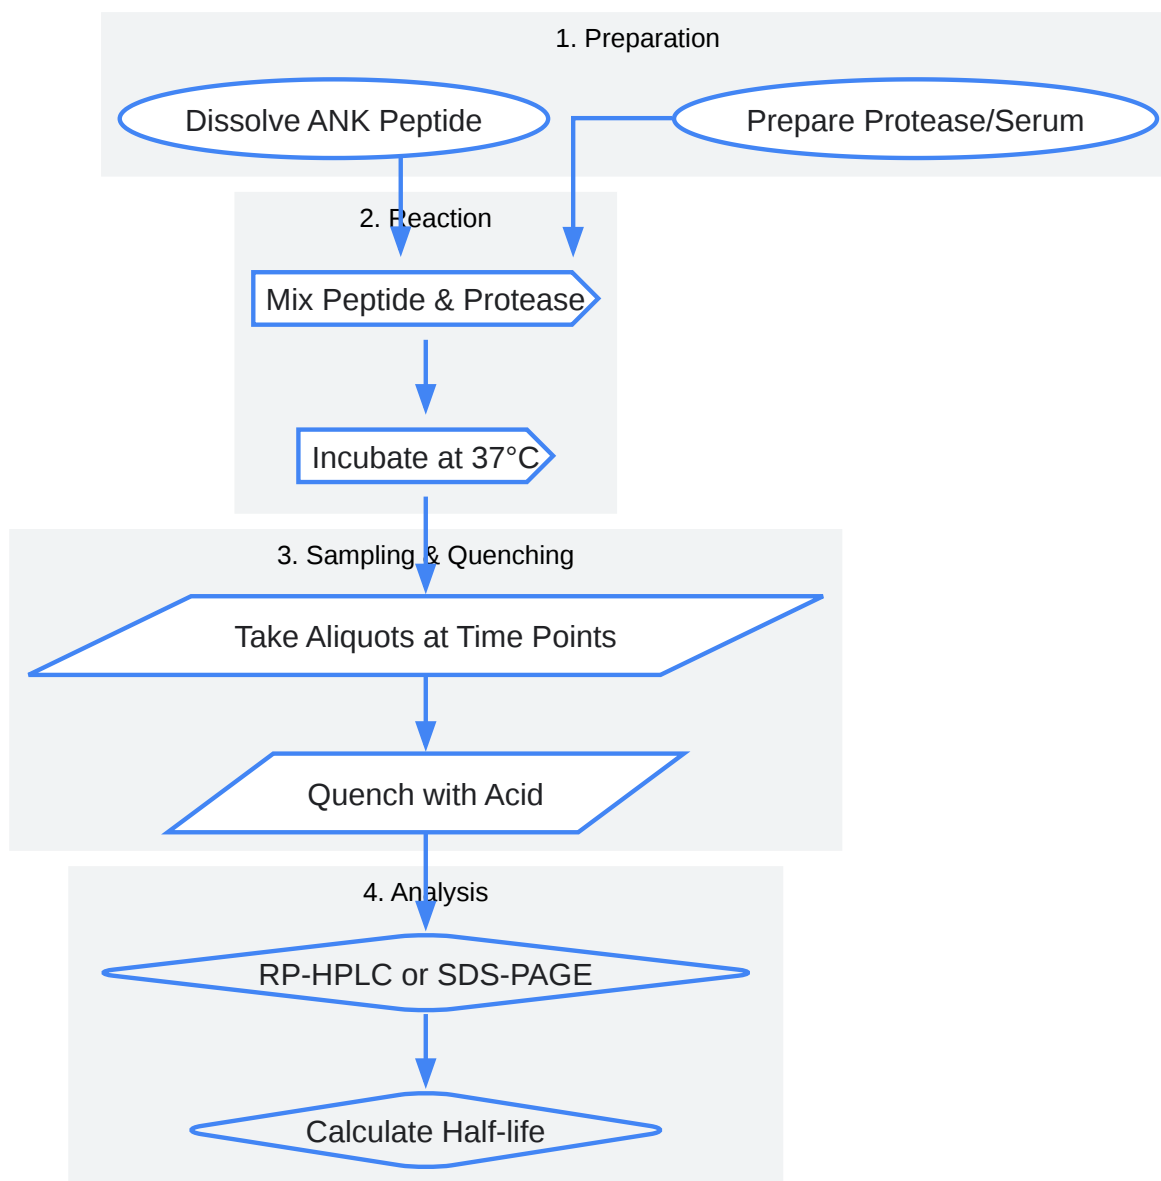 1. Preparation
Dissolve ANK Peptide
Prepare Protease/Serum
2. Reaction
Mix Peptide & Protease
Incubate at 37°C
3. Sampling & Quenching
Take Aliquots at Time Points
Quench with Acid
4. Analysis
RP-HPLC or SDS-PAGE
Calculate Half-life